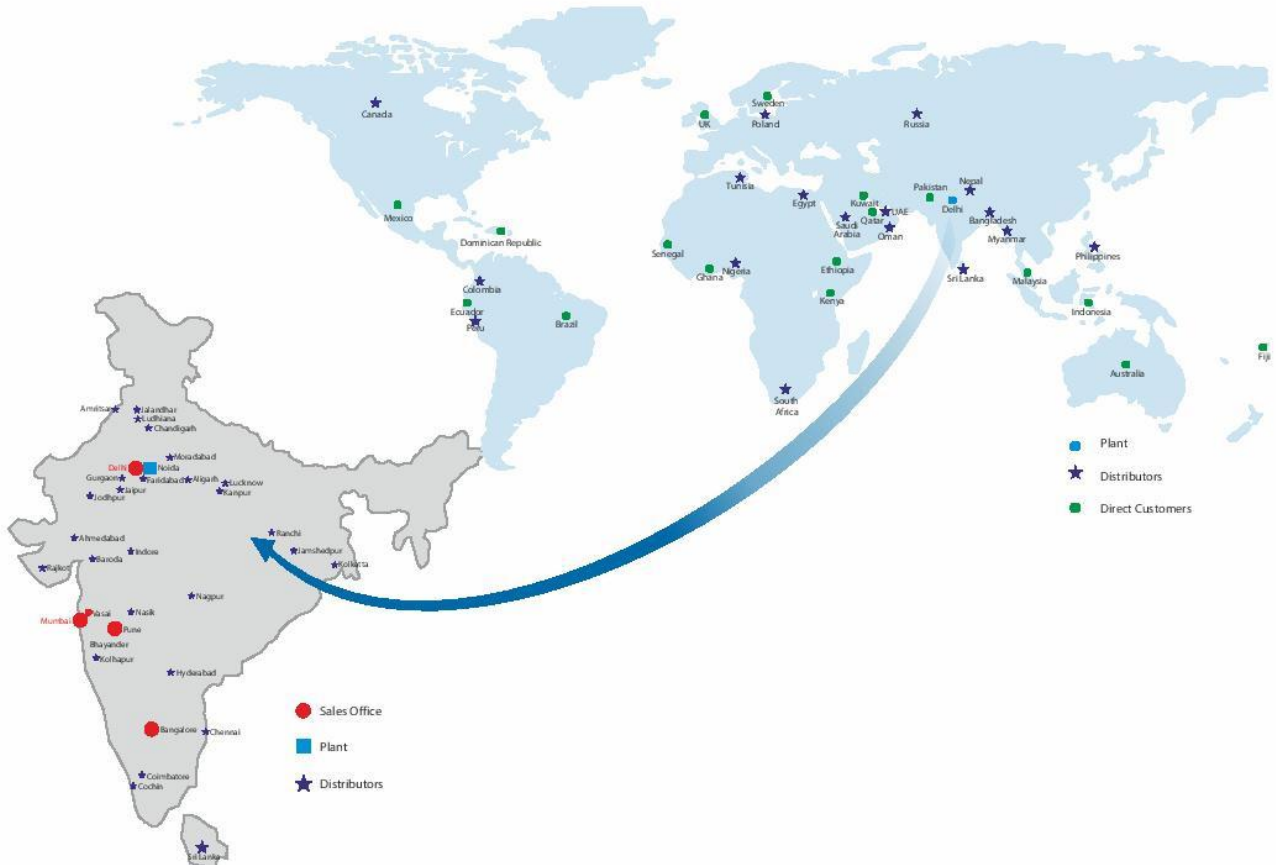 Canada
Sweden
UK
Poland
Russia
Tunisia
Egypt
Kuwait
Qatar
UAE
Saudi
Arabia
Oman
Pakistan
Nepal
Delhi
Bangladesh
Myanmar
Mexico
Dominican Republic
Senegal
Ghana
Nigeria
Ethiopia
Kenya
Sri Lanka
Malaysia
Philippines
Indonesia
Colombia
Ecuador
Peru
Brazil
South
Africa
Australia
Fiji
Plant
Distributors
Direct Customers
Amritsar
Jalandhar
Ludhiana
Chandigarh
Moradabad
Delhi
Noida
Gurgaon
Faridabad
Aligarh
Lucknow
Jaipur
Kanpur
Jodhpur
Ranchi
Ahmedabad
Indore
Jamshedpur
Baroda
Kolkatta
Rajkot
Nagpur
Vasai
Nasik
Mumbai
Pune
Bhayander
Kolhapur
Hyderabad
Bangalore
Chennai
Coimbatore
Cochin
Sri Lanka
Sales Office
Plant
Distributors